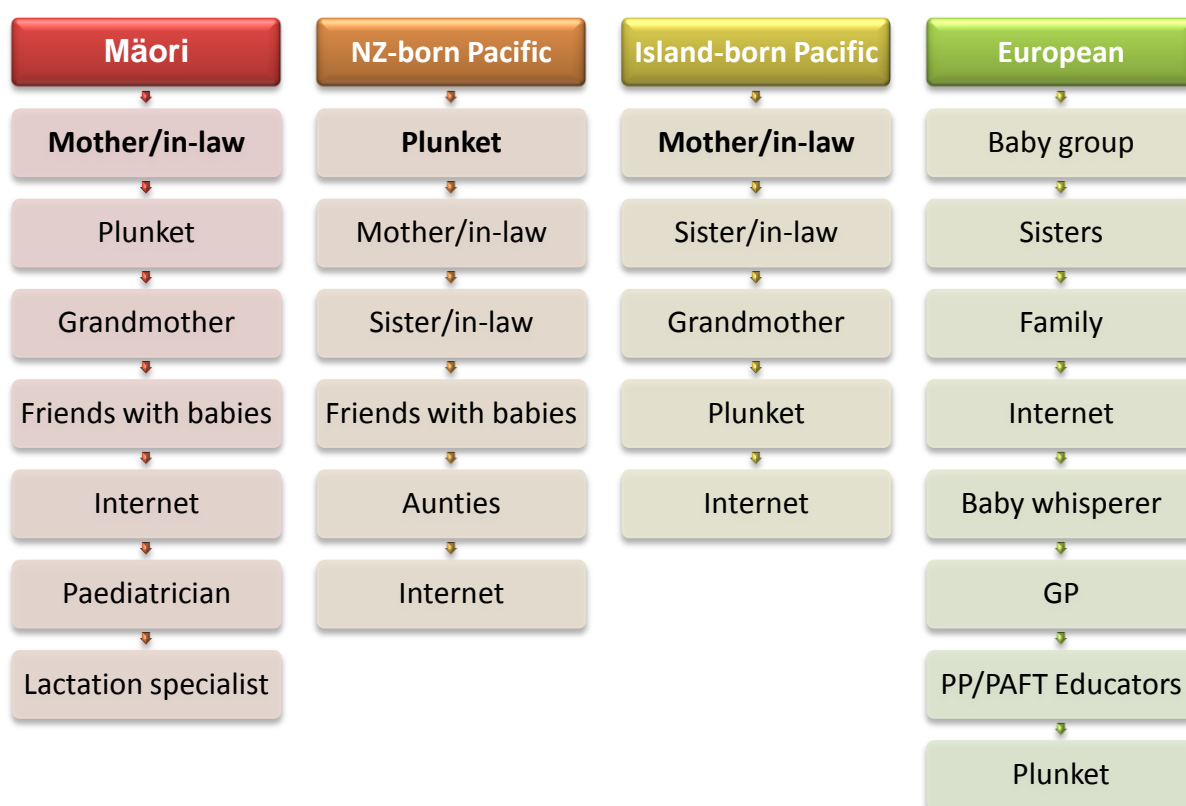 Mäori
Mother/in-law
Plunket
Grandmother
Friends with babies
Internet
Paediatrician
Lactation specialist
NZ-born Pacific
Plunket
Mother/in-law
Sister/in-law
Friends with babies
Aunties
Internet
Island-born Pacific
Mother/in-law
Sister/in-law
Grandmother
Plunket
Internet
European
Baby group
Sisters
Family
Internet
Baby whisperer
GP
PP/PAFT Educators
Plunket